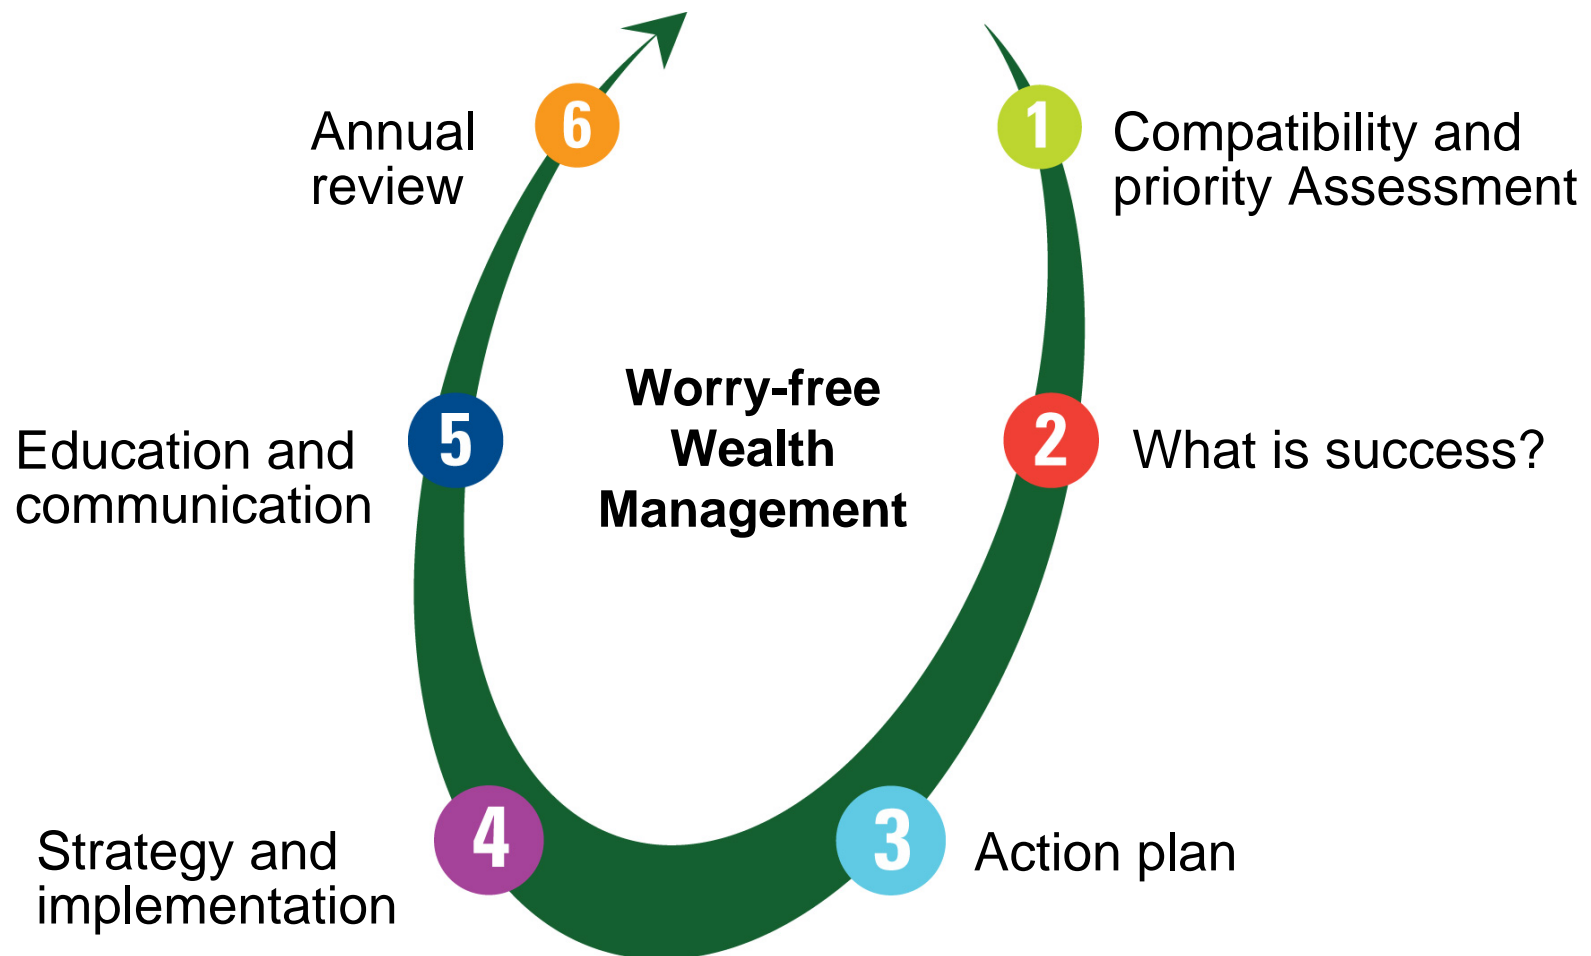 1
Compatibility and
priority Assessment
2
What is success?
3
Action plan
4
Strategy and
implementation
5
Education and
communication
6
Annual
review
Worry-free
Wealth
Management